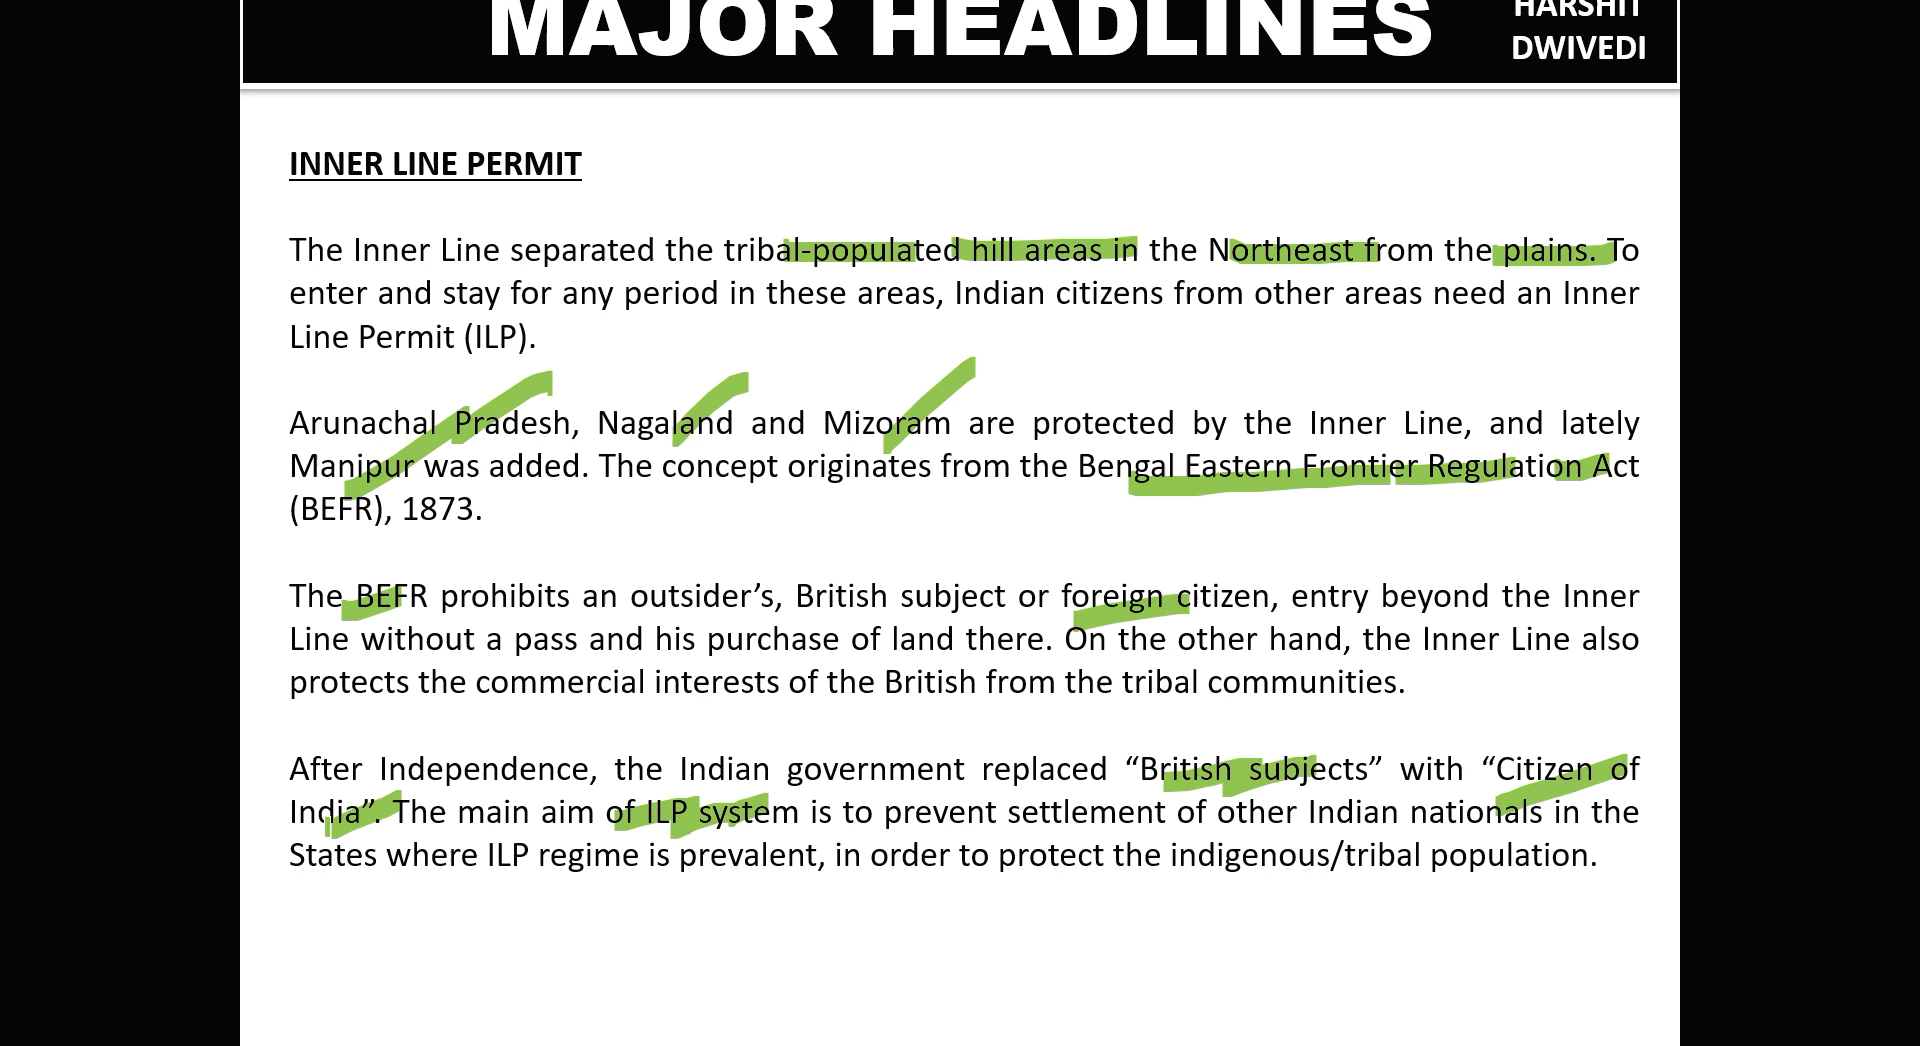 MAJOR HEADLINES
HARSHIT
DWIVEDI
INNER LINE PERMIT
The Inner Line separated the tribal-populated hill areas in the Northeast from the plains. To
enter and stay for any period in these areas, Indian citizens from other areas need an Inner
Line Permit (ILP).
Arunachal Pradesh, Nagaland and Mizoram are protected by the Inner Line, and lately
Manipur was added. The concept originates from the Bengal Eastern Frontier Regulation Act
(BEFR), 1873.
The BEFR prohibits an outsider’s, British subject or foreign citizen, entry beyond the Inner
Line without a pass and his purchase of land there. On the other hand, the Inner Line also
protects the commercial interests of the British from the tribal communities.
After Independence, the Indian government replaced “British subjects” with “Citizen of
India”. The main aim of ILP system is to prevent settlement of other Indian nationals in the
States where ILP regime is prevalent, in order to protect the indigenous/tribal population.